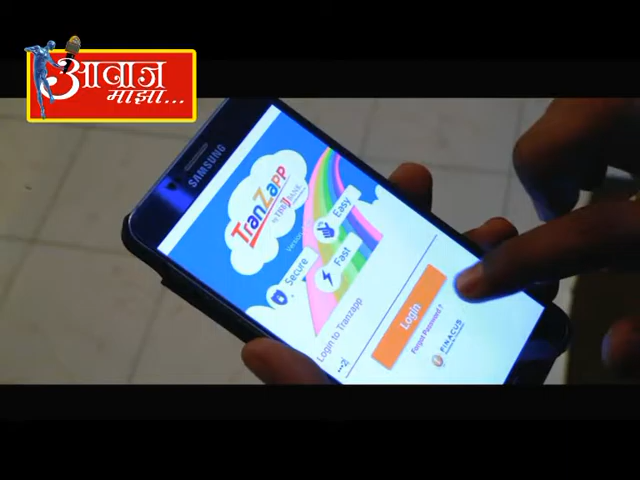 आवाज
माझा...
SAMSUNG
TranZapp
Easy
Secure
Fast
Login to Tranzapp
Login
Forgot Password ?
FINACUS